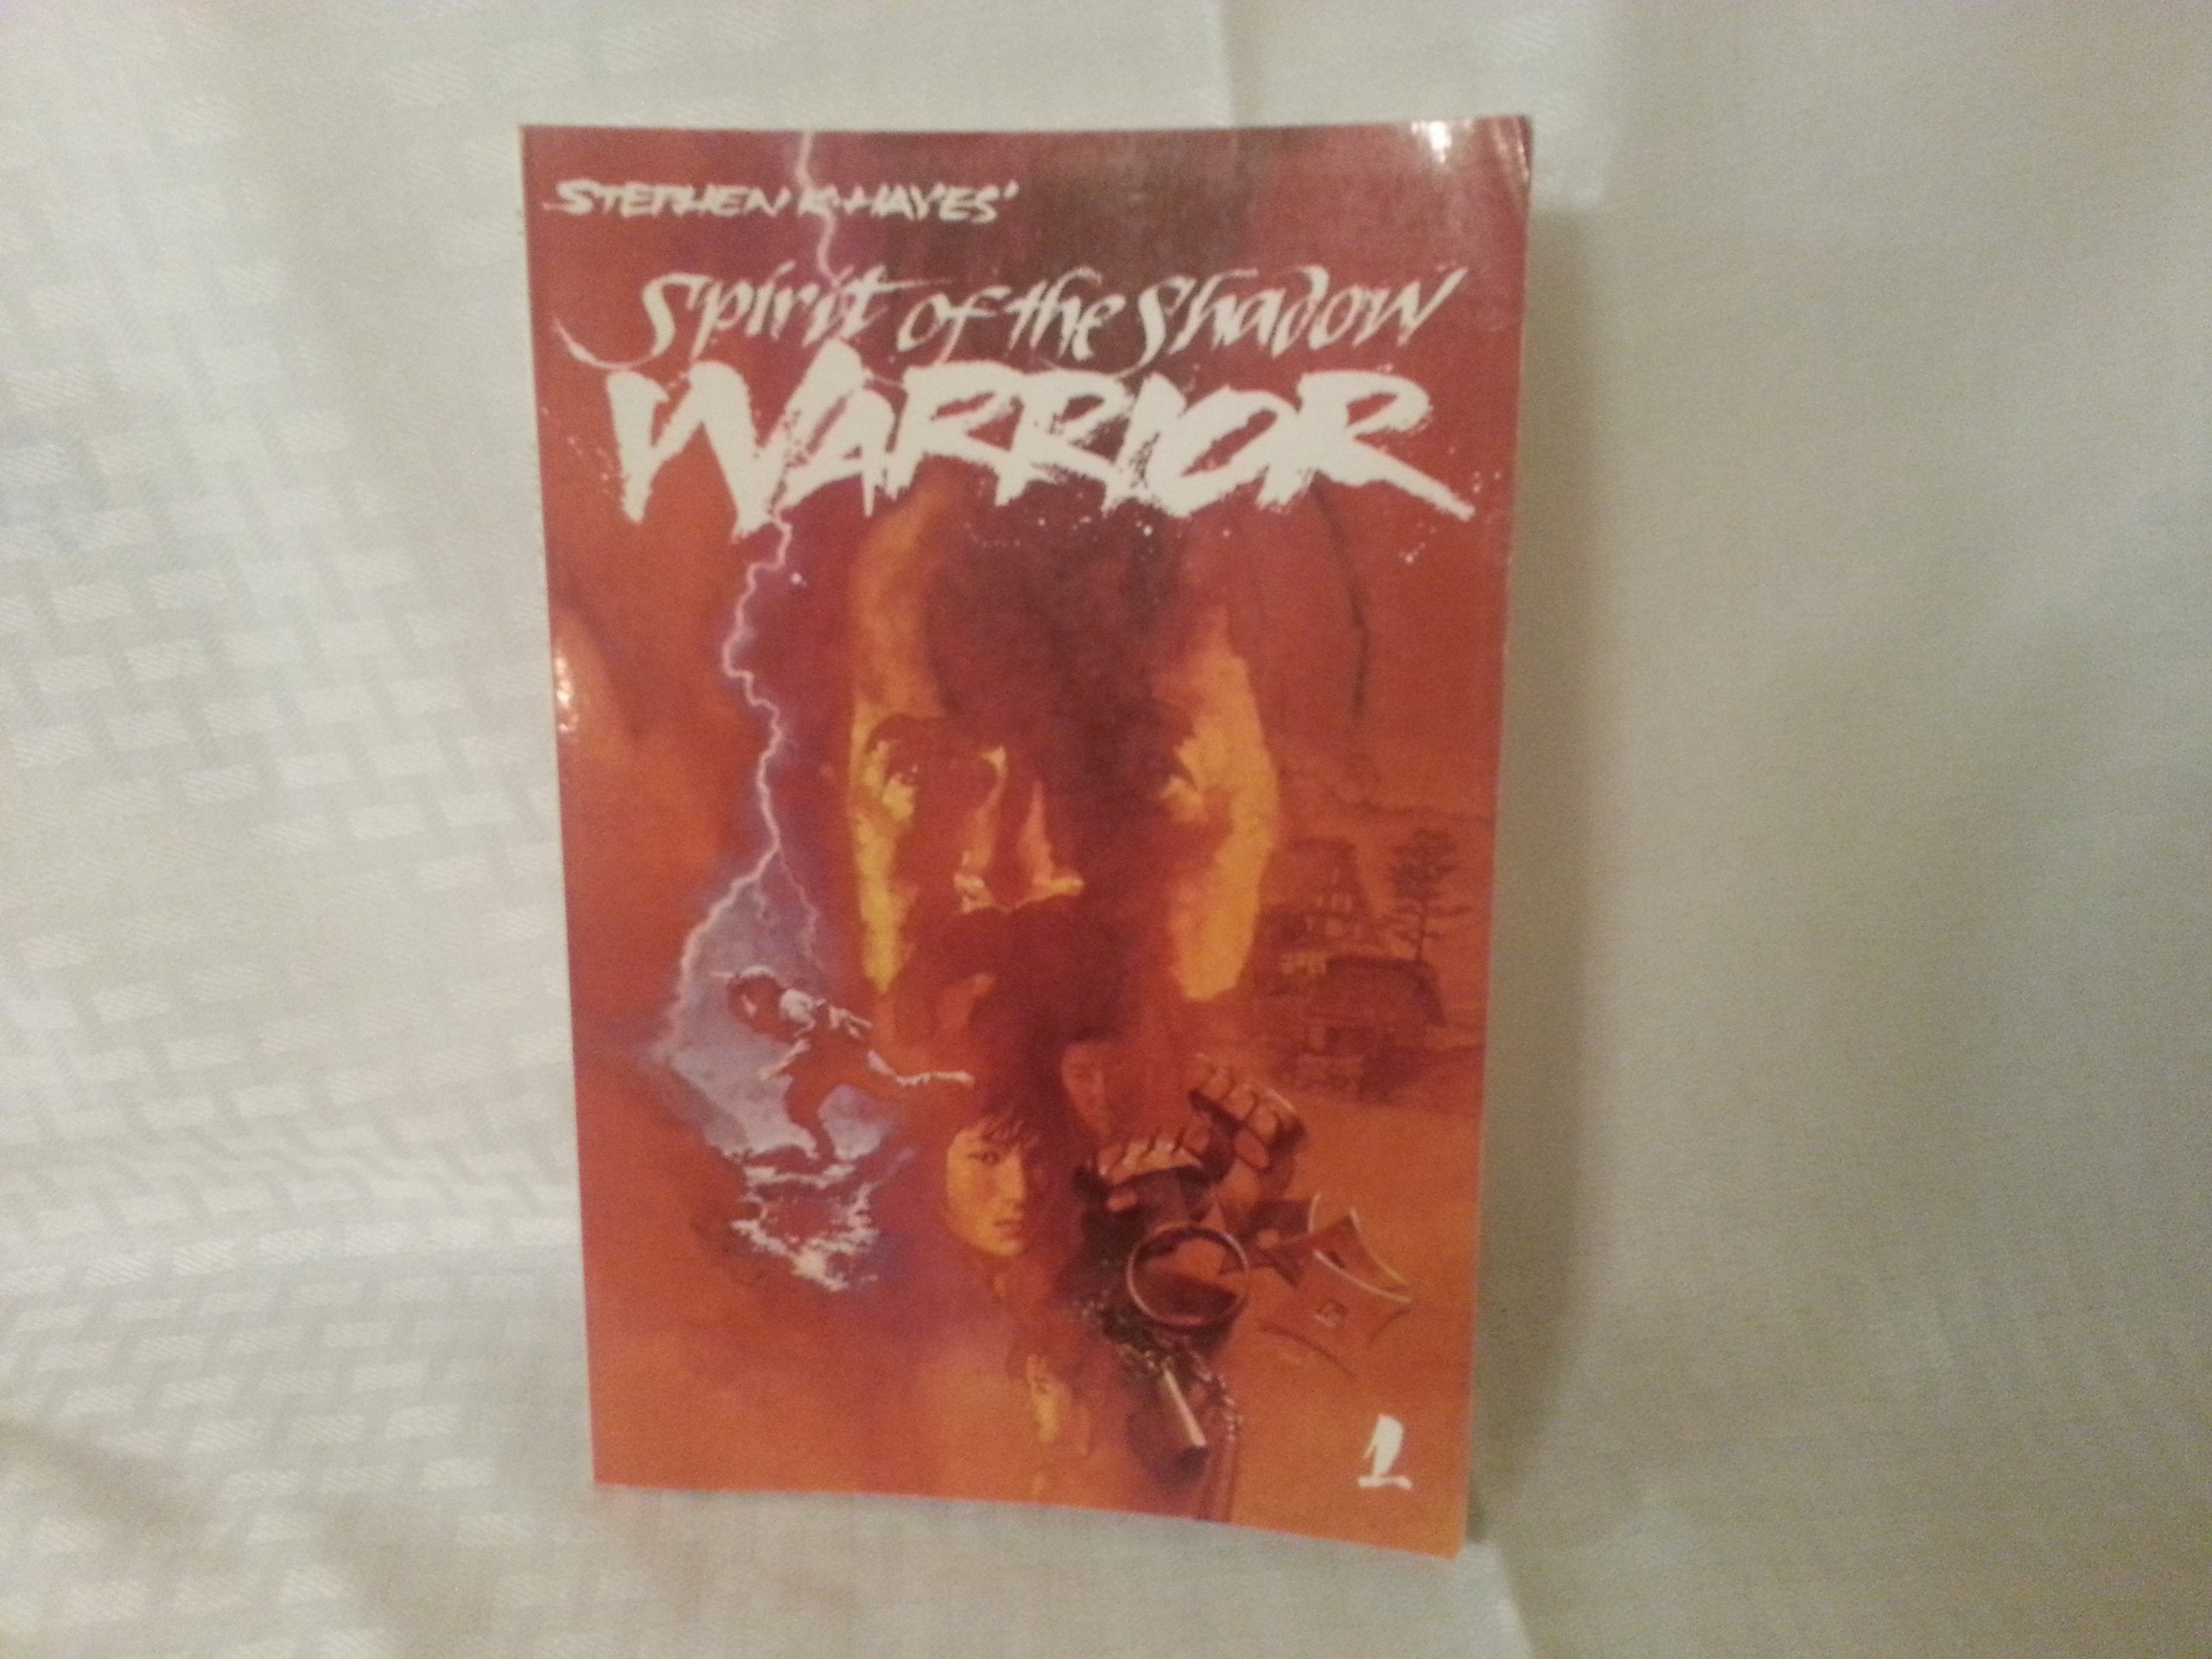 STEPHEN K. HAYES'
Spirit of the Shadow
WARRIOR
1